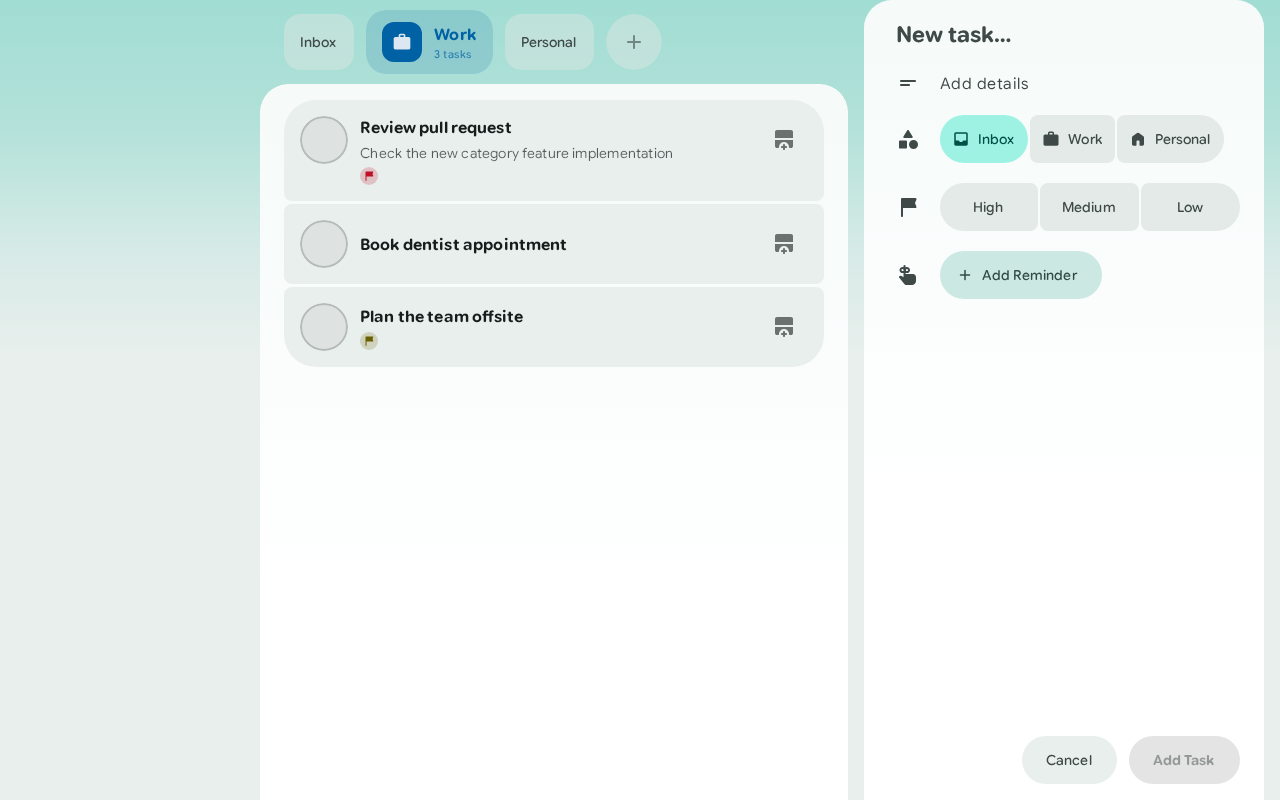 Inbox
Work
3 tasks
Personal
Review pull request
Check the new category feature implementation
Book dentist appointment
Plan the team offsite
New task...
Add details
Inbox
Work
Personal
High
Medium
Low
Add Reminder
Cancel
Add Task